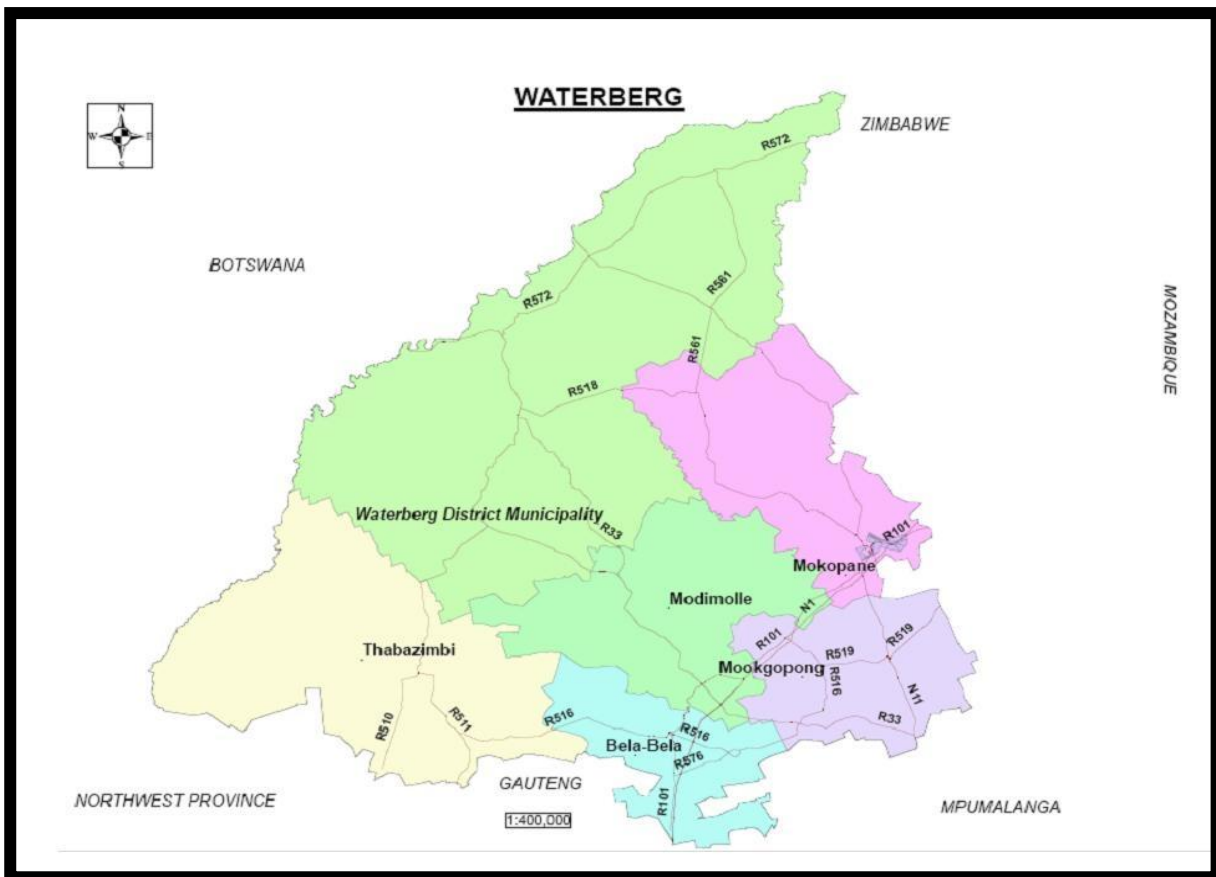 WATERBERG
N
W
E
S
ZIMBABWE
R572
BOTSWANA
R561
MOZAMBIQUE
R572
R561
R518
Waterberg District Municipality
R33
R101
Mokopane
Modimolle
N1
R101
R519
Thabazimbi
R519
Mookgopong
R516
N11
R510
R511
R516
R33
R516
Bela-Bela
R576
GAUTENG
R101
NORTHWEST PROVINCE
1:400,000
MPUMALANGA